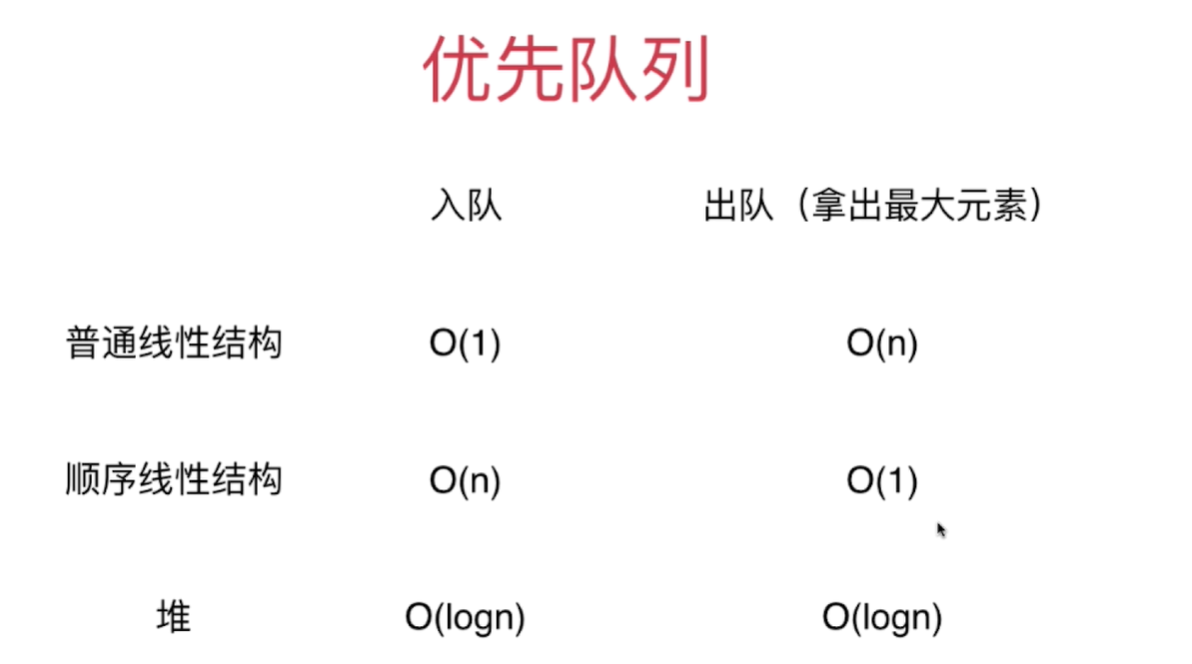 优先队列
入队 出队（拿出最大元素）
普通线性结构 O(1) O(n)
顺序线性结构 O(n) O(1)
堆 O(logn) O(logn)